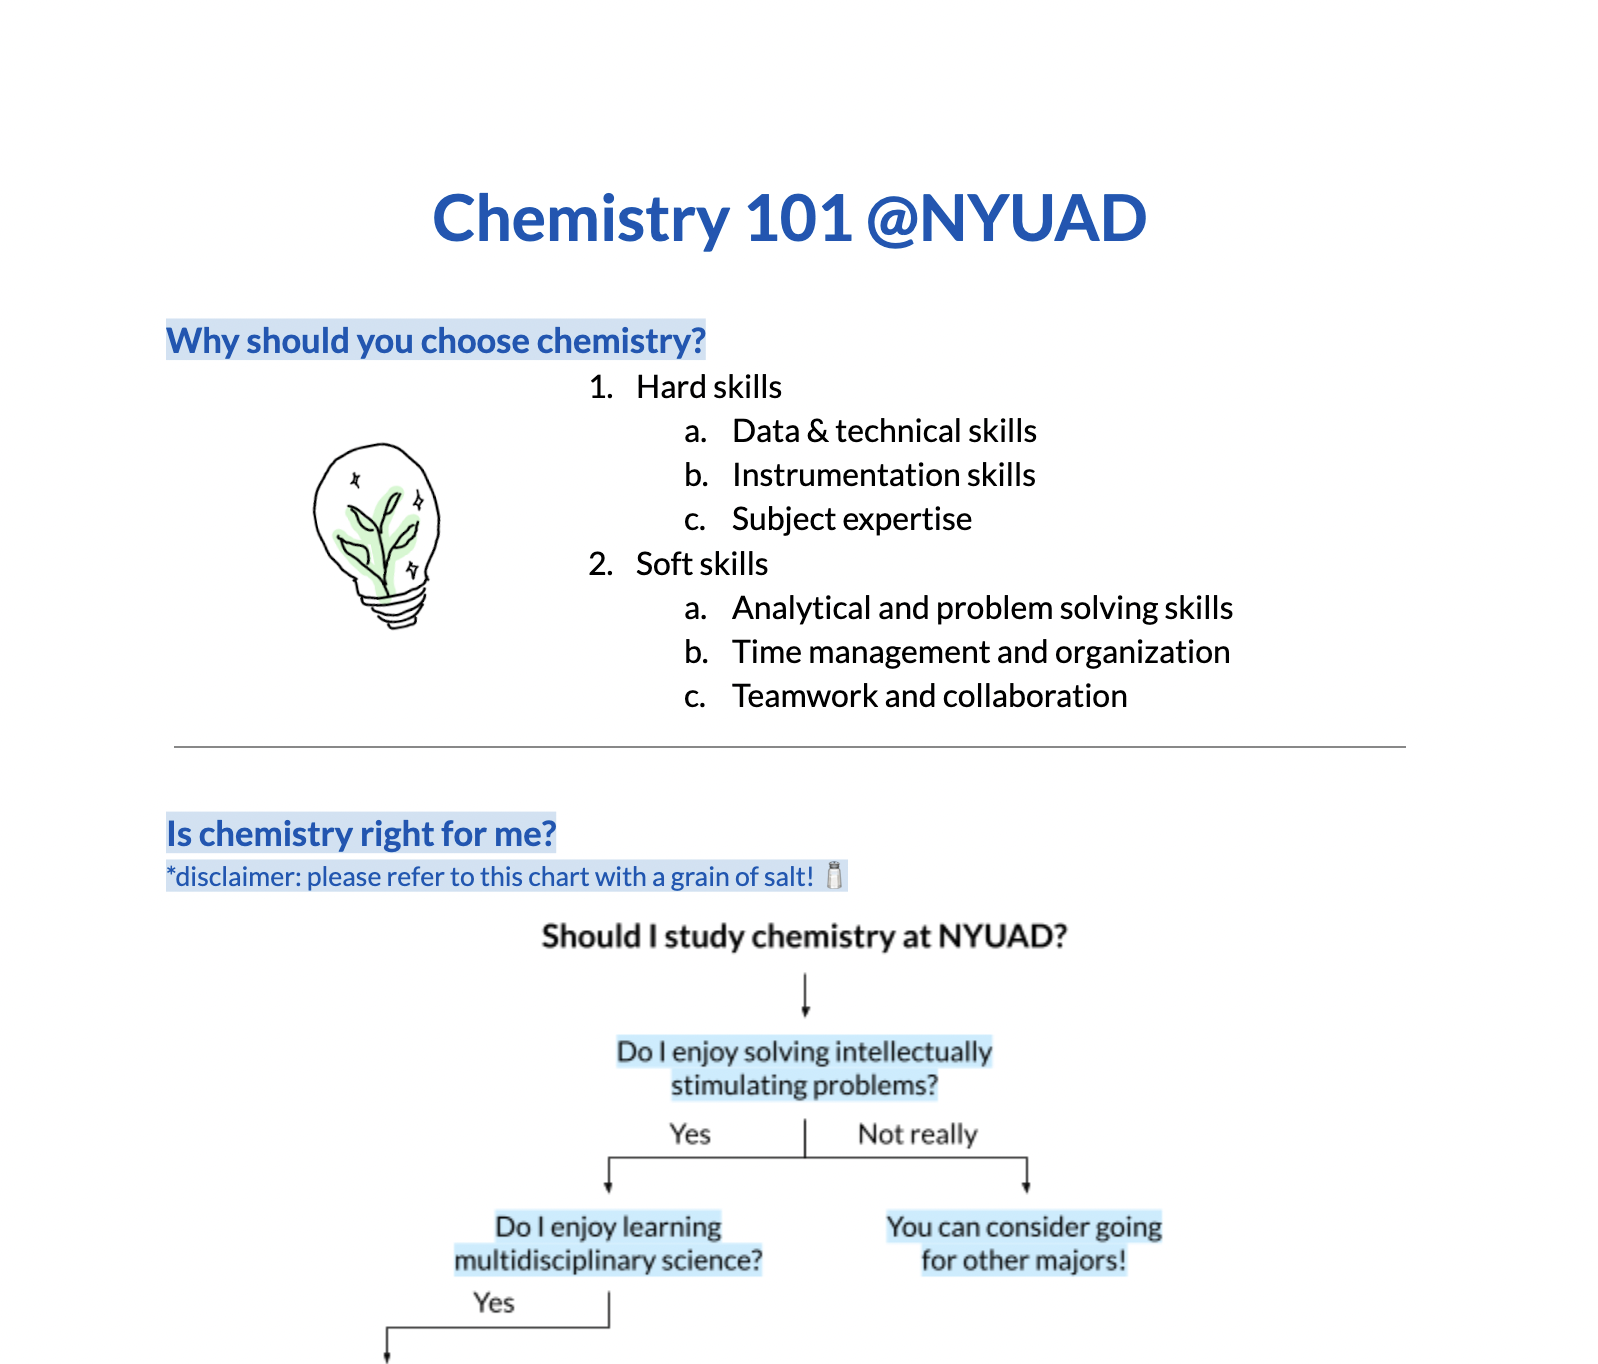 Chemistry 101 @NYUAD
Why should you choose chemistry?
1. Hard skills
a. Data & technical skills
b. Instrumentation skills
c. Subject expertise
2. Soft skills
a. Analytical and problem solving skills
b. Time management and organization
c. Teamwork and collaboration
Is chemistry right for me?
*disclaimer: please refer to this chart with a grain of salt! 🧂
Should I study chemistry at NYUAD?
Do I enjoy solving intellectually
stimulating problems?
Yes
Not really
Do I enjoy learning
multidisciplinary science?
You can consider going
for other majors!
Yes